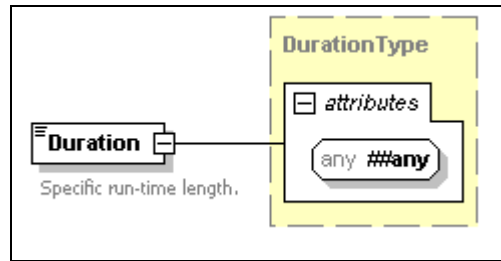 DurationType
attributes
Duration
any ##any
Specific run-time length.